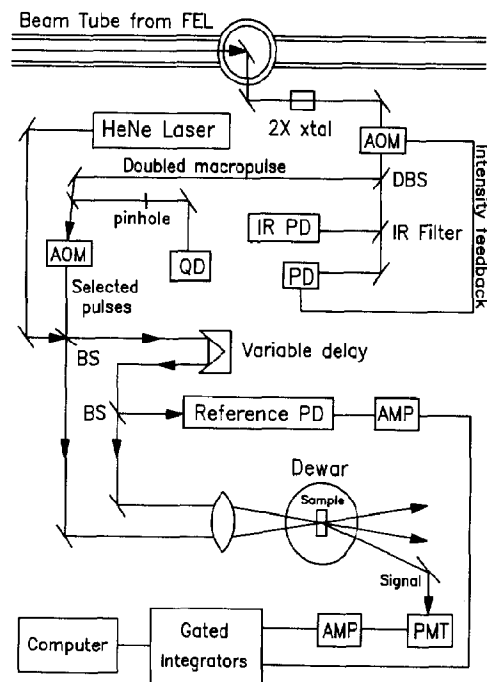 Beam Tube from FEL
HeNe Laser
2X xtal
AOM
Doubled macropulse
DBS
Intensity feedback
pinhole
IR PD
IR Filter
AOM
QD
PD
Selected
pulses
BS
Variable delay
BS
Reference PD
AMP
Dewar
Sample
Signal
Computer
Gated
Integrators
AMP
PMT